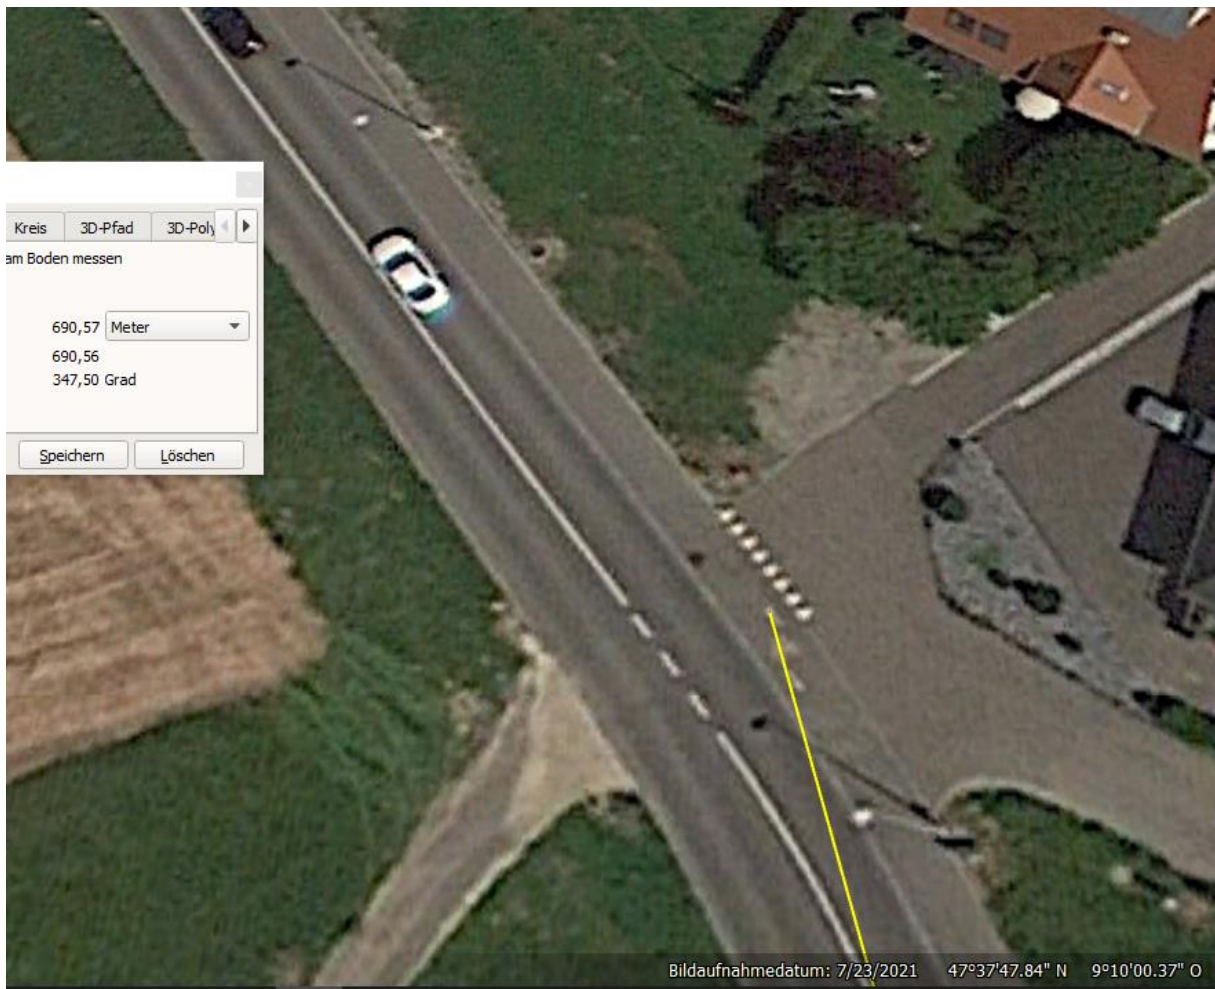 Kreis 3D-Pfad 3D-Poly
am Boden messen
690,57 Meter
690,56
347,50 Grad
Speichern Löschen
Bildaufnahmedatum: 7/23/2021 47°37'47.84" N 9°10'00.37" O